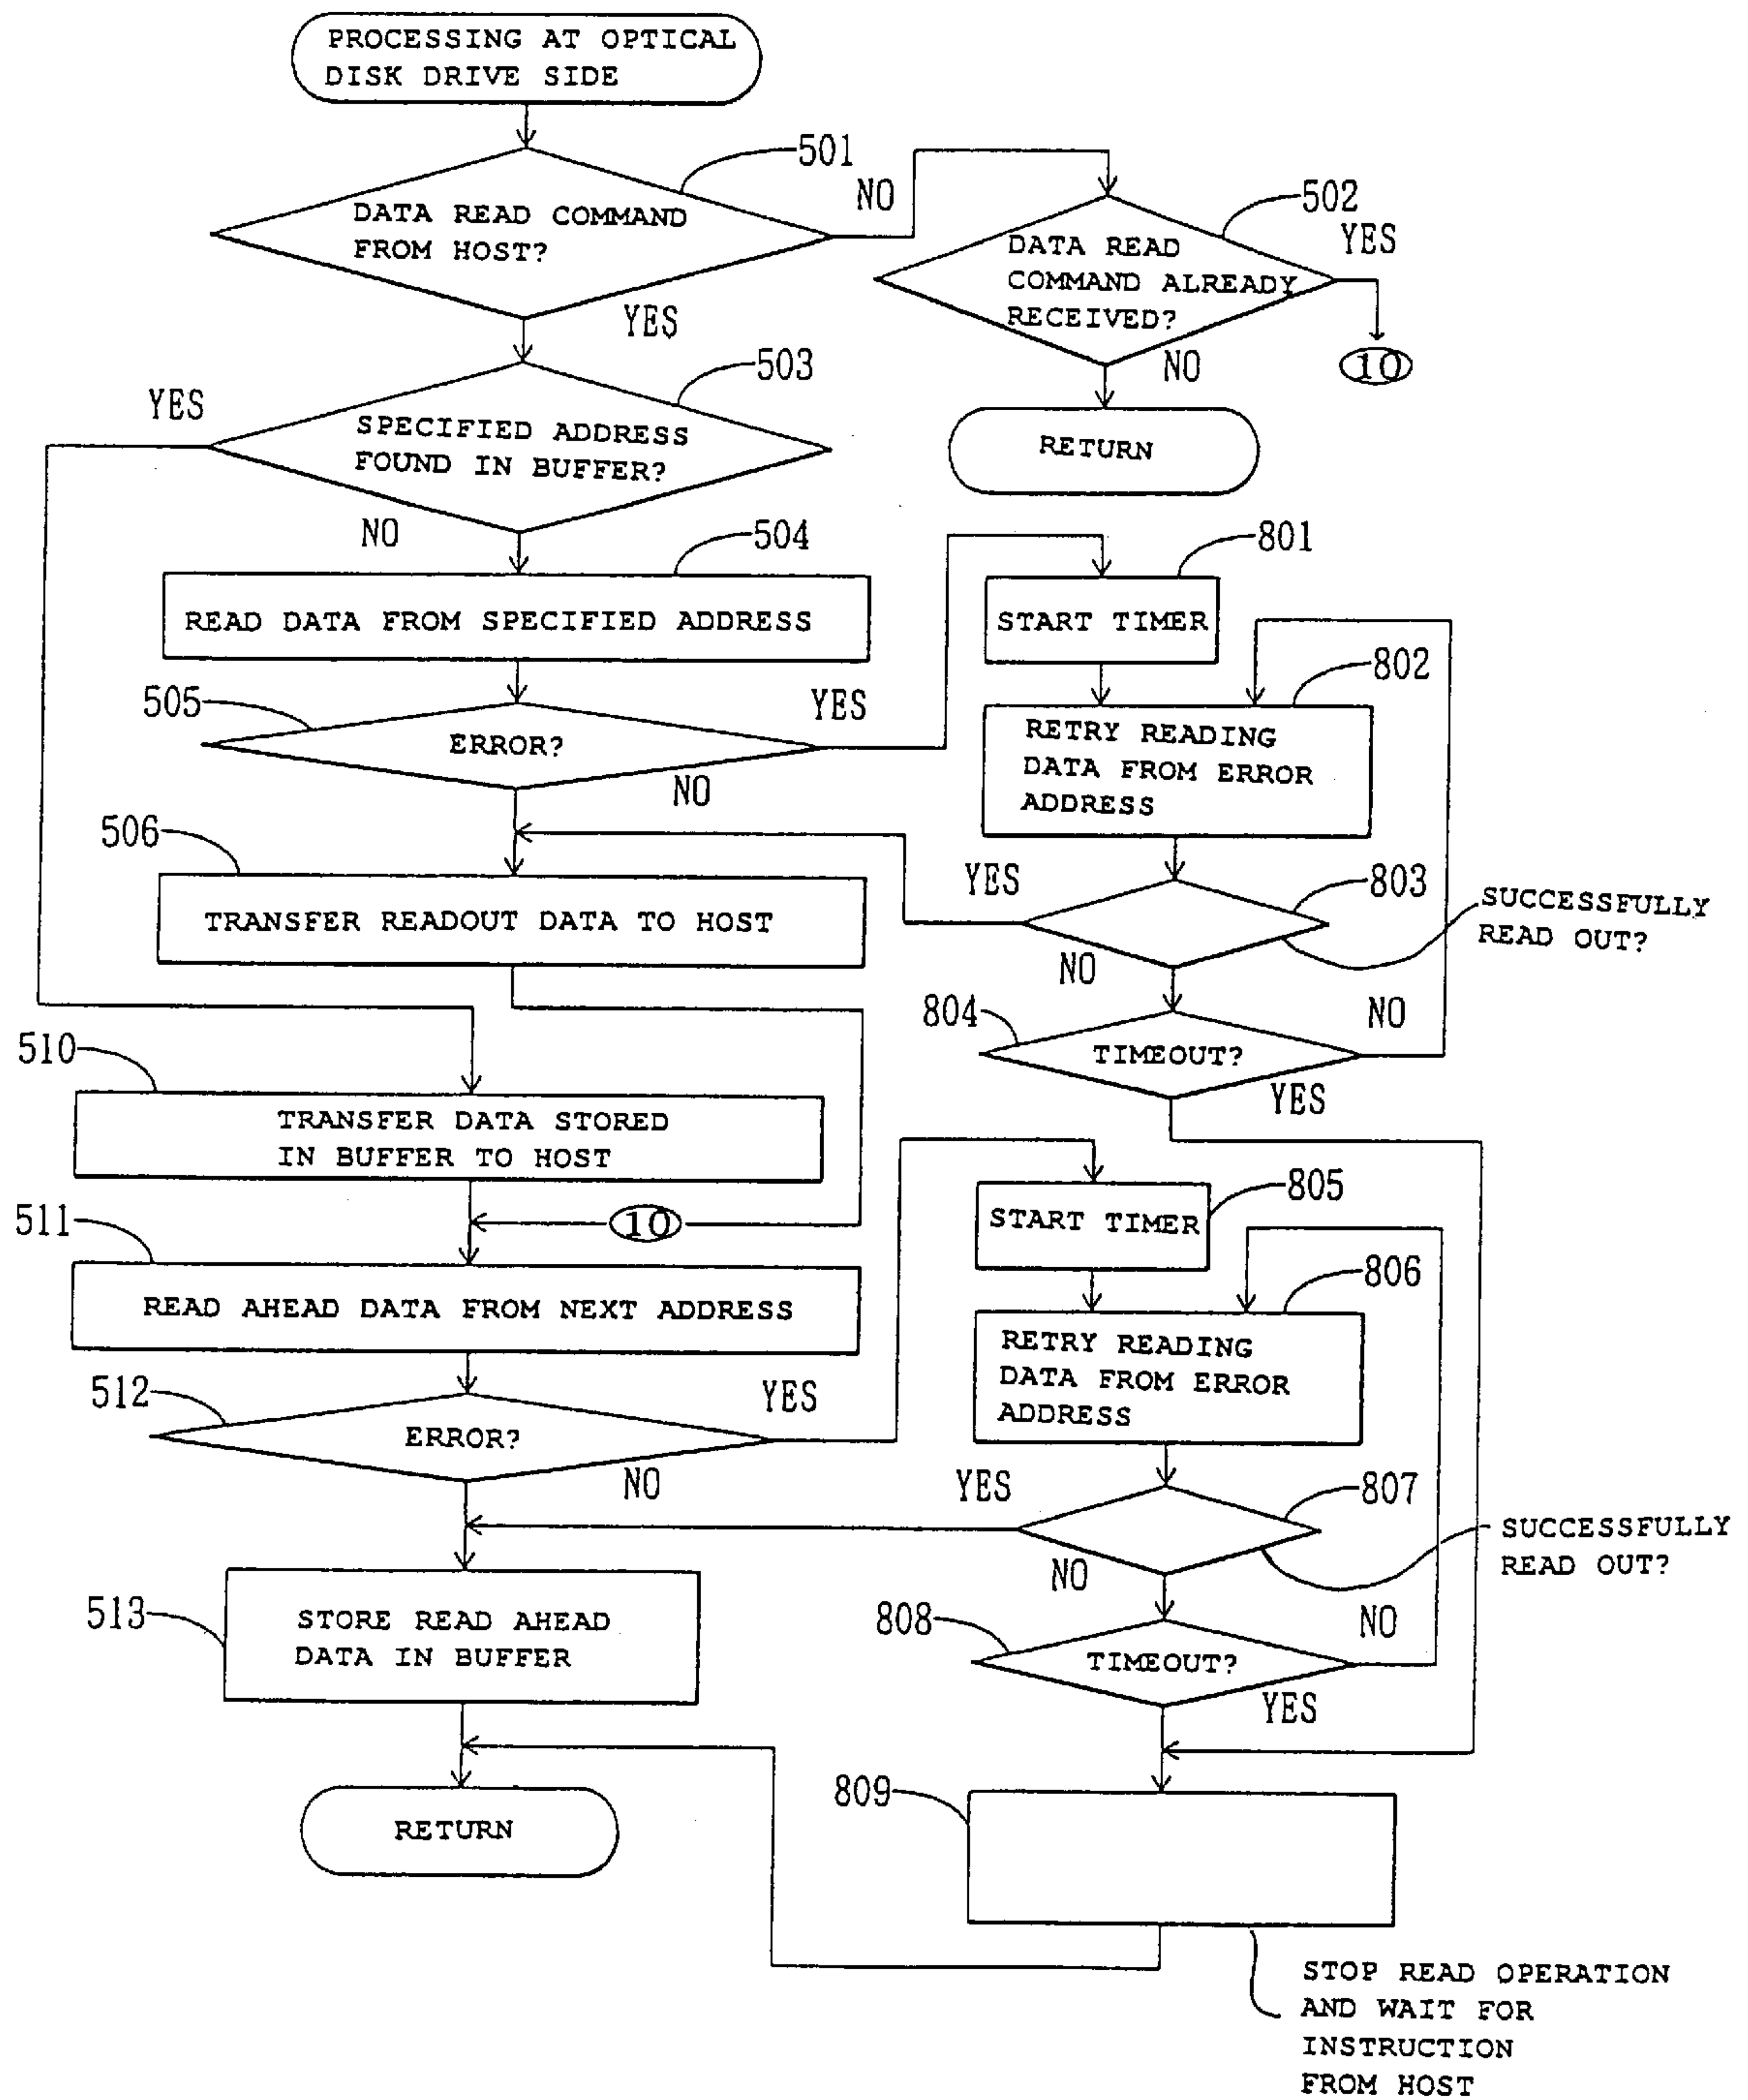 PROCESSING AT OPTICAL
DISK DRIVE SIDE
501
DATA READ COMMAND
FROM HOST?
NO
YES
502
DATA READ
COMMAND ALREADY
RECEIVED?
YES
NO
10
RETURN
503
YES
SPECIFIED ADDRESS
FOUND IN BUFFER?
NO
504
READ DATA FROM SPECIFIED ADDRESS
505
ERROR?
YES
NO
801
START TIMER
802
RETRY READING
DATA FROM ERROR
ADDRESS
506
TRANSFER READOUT DATA TO HOST
YES
803
SUCCESSFULLY
READ OUT?
NO
804
TIMEOUT?
NO
YES
510
TRANSFER DATA STORED
IN BUFFER TO HOST
10
511
READ AHEAD DATA FROM NEXT ADDRESS
512
ERROR?
YES
NO
805
START TIMER
806
RETRY READING
DATA FROM ERROR
ADDRESS
YES
807
SUCCESSFULLY
READ OUT?
NO
808
TIMEOUT?
NO
YES
513
STORE READ AHEAD
DATA IN BUFFER
RETURN
809
STOP READ OPERATION
AND WAIT FOR
INSTRUCTION
FROM HOST